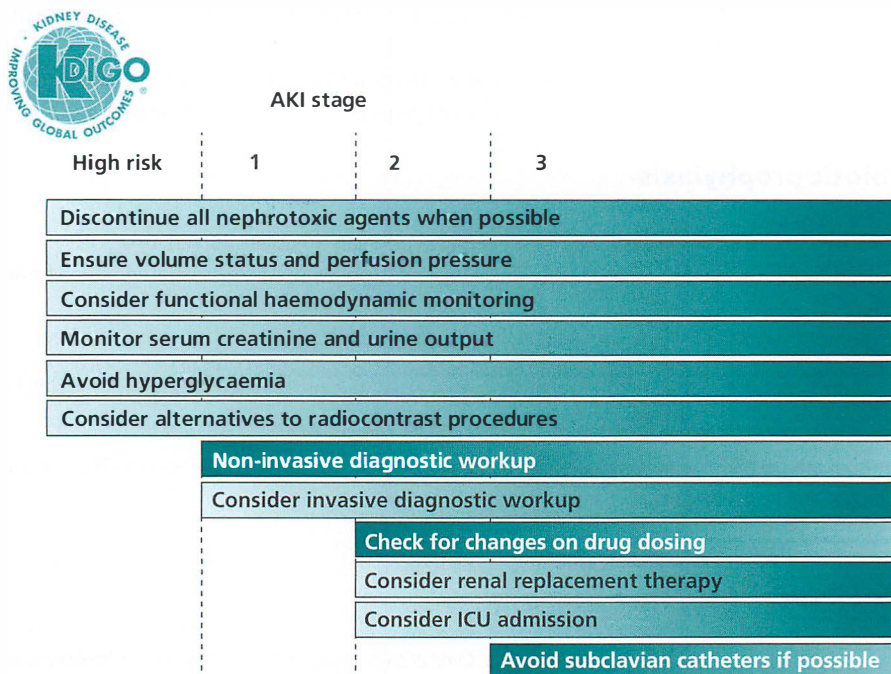 KIDNEY DISEASE
IMPROVING GLOBAL OUTCOMES
KDIGO
®
AKI stage
High risk 1 2 3
Discontinue all nephrotoxic agents when possible
Ensure volume status and perfusion pressure
Consider functional haemodynamic monitoring
Monitor serum creatinine and urine output
Avoid hyperglycaemia
Consider alternatives to radiocontrast procedures
Non-invasive diagnostic workup
Consider invasive diagnostic workup
Check for changes on drug dosing
Consider renal replacement therapy
Consider ICU admission
Avoid subclavian catheters if possible